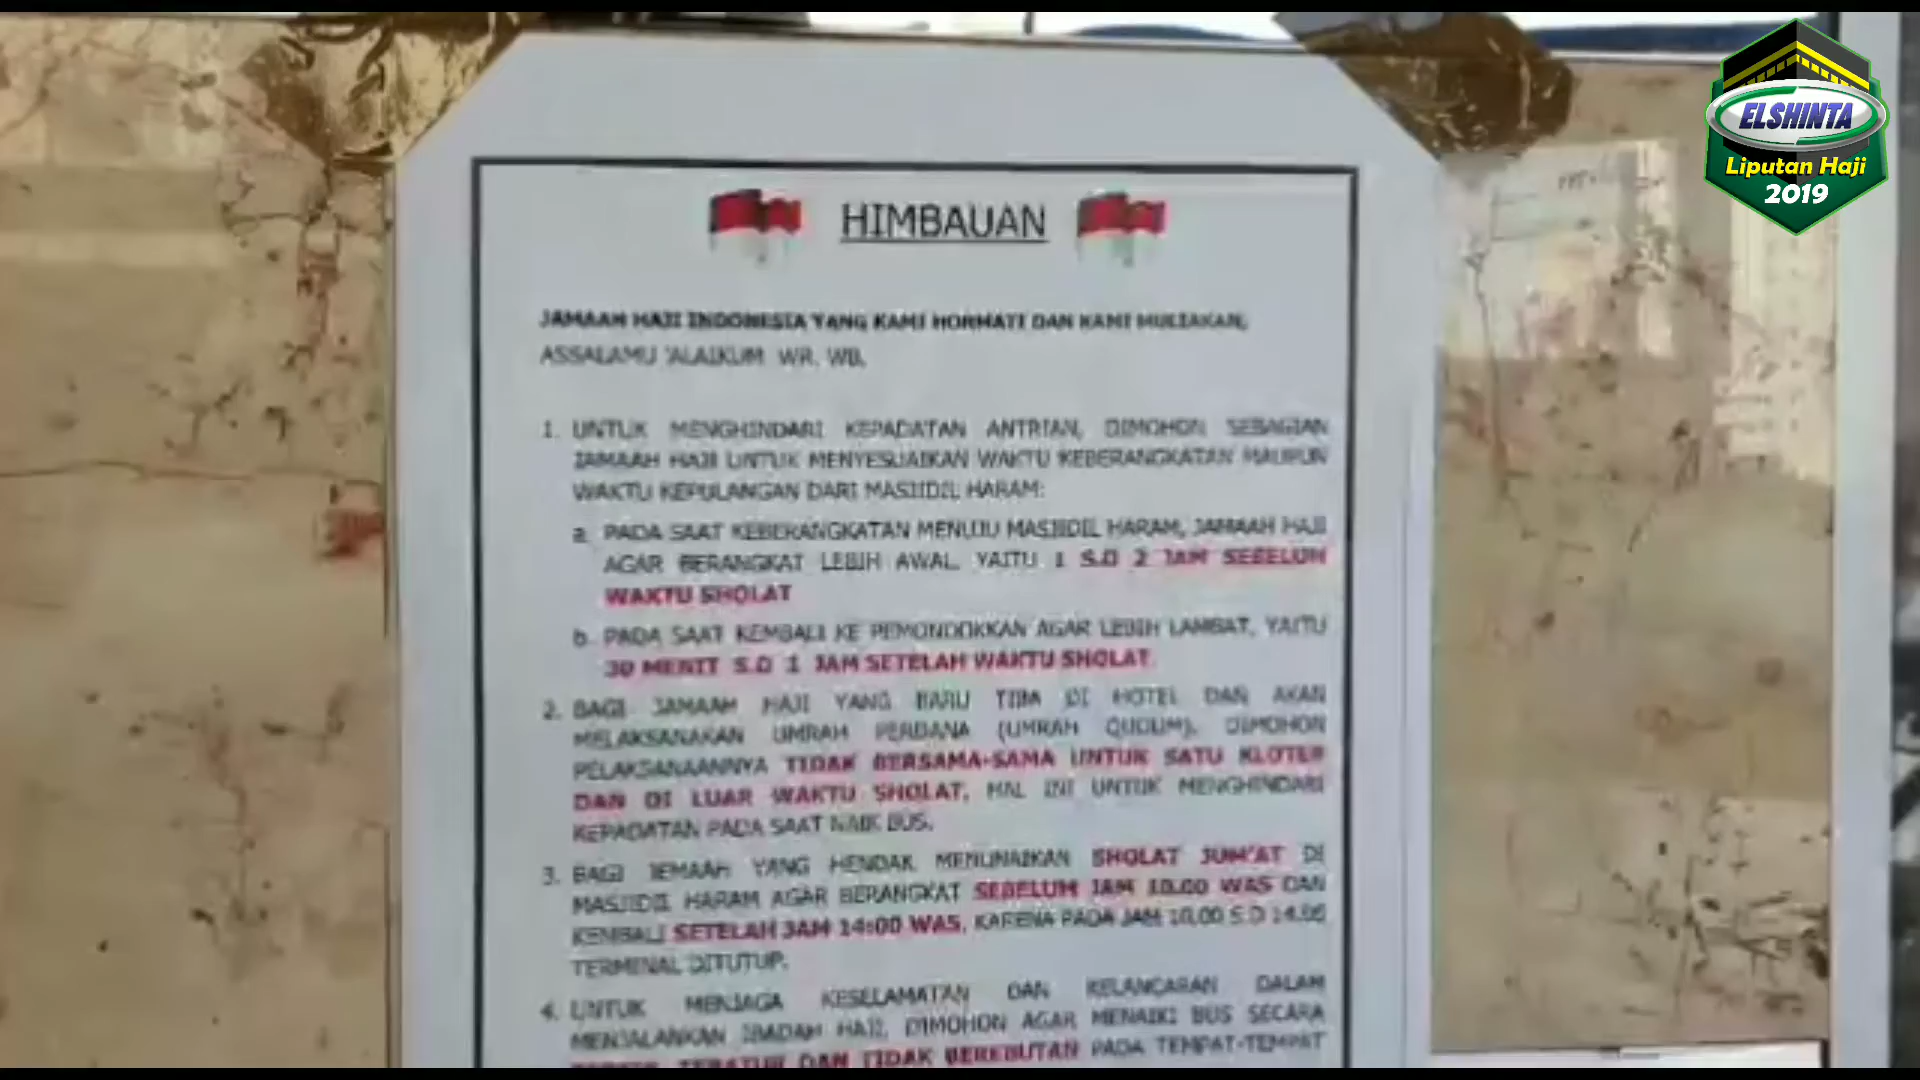 ELSHINTA
Liputan Haji
2019
HIMBAUAN
JAMAAH HAJI INDONESIA YANG KAMI HORMATI DAN KAMI MULIAKAN,
ASSALAMU 'ALAIKUM WR. WB.
1. UNTUK MENGHINDARI KEPADATAN ANTRIAN, DIMOHON SEBAGIAN
JAMAAH HAJI UNTUK MENYESUAIKAN WAKTU KEBERANGKATAN MAUPUN
WAKTU KEPULANGAN DARI MASJIDIL HARAM:
a. PADA SAAT KEBERANGKATAN MENUJU MASJIDIL HARAM, JAMAAH HAJI
AGAR BERANGKAT LEBIH AWAL, YAITU 1 S.D 2 JAM SEBELUM
WAKTU SHOLAT
b. PADA SAAT KEMBALI KE PEMONDOKKAN AGAR LEBIH LAMBAT, YAITU
30 MENIT S.D 1 JAM SETELAH WAKTU SHOLAT.
2. BAGI JAMAAH HAJI YANG BARU TIBA DI HOTEL DAN AKAN
MELAKSANAKAN UMRAH PERDANA (UMRAH QUDUM), DIMOHON
PELAKSANAANNYA TIDAK BERSAMA-SAMA UNTUK SATU KLOTER
DAN DI LUAR WAKTU SHOLAT, HAL INI UNTUK MENGHINDARI
KEPADATAN PADA SAAT NAIK BUS.
3. BAGI JEMAAH YANG HENDAK MENUNAIKAN SHOLAT JUM'AT DI
MASJIDIL HARAM AGAR BERANGKAT SEBELUM JAM 10.00 WAS DAN
KEMBALI SETELAH JAM 14:00 WAS, KARENA PADA JAM 10.00 S.D 14.00
TERMINAL DITUTUP.
4. UNTUK MENJAGA KESELAMATAN DAN KELANCARAN DALAM
MENJALANKAN IBADAH HAJI, DIMOHON AGAR MENAIKI BUS SECARA
TERATUR DAN TIDAK BEREBUTAN PADA TEMPAT-TEMPAT